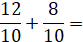 12/10 + 8/10 =